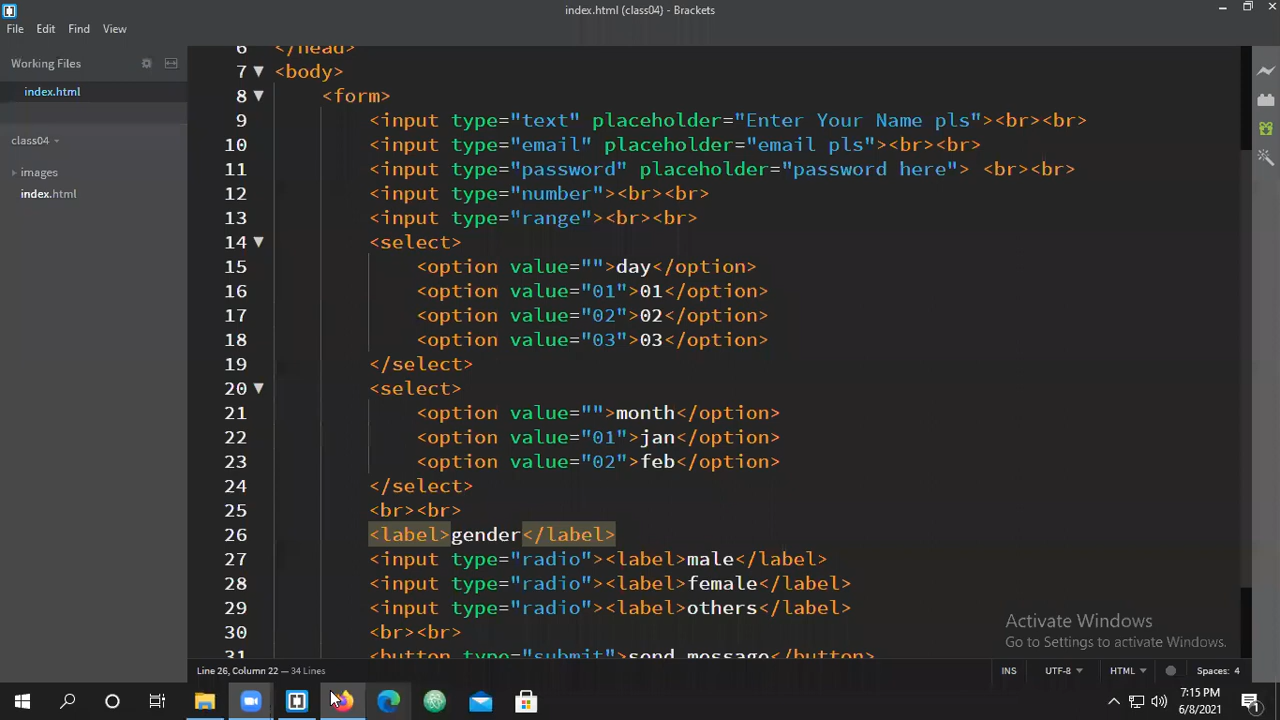 index.html (class04) - Brackets
File Edit Find View
Working Files
index.html
class04
images
index.html
6 </head>
7 <body>
8 <form>
9 <input type="text" placeholder="Enter Your Name pls"><br><br>
10 <input type="email" placeholder="email pls"><br><br>
11 <input type="password" placeholder="password here"> <br><br>
12 <input type="number"><br><br>
13 <input type="range"><br><br>
14 <select>
15 <option value="">day</option>
16 <option value="01">01</option>
17 <option value="02">02</option>
18 <option value="03">03</option>
19 </select>
20 <select>
21 <option value="">month</option>
22 <option value="01">jan</option>
23 <option value="02">feb</option>
24 </select>
25 <br><br>
26 <label>gender</label>
27 <input type="radio"><label>male</label>
28 <input type="radio"><label>female</label>
29 <input type="radio"><label>others</label>
30 <br><br>
31 <button type="submit">send message</button>
Activate Windows
Go to Settings to activate Windows.
Line 26, Column 22 — 34 Lines
INS UTF-8 HTML Spaces: 4
7:15 PM
6/8/2021
1